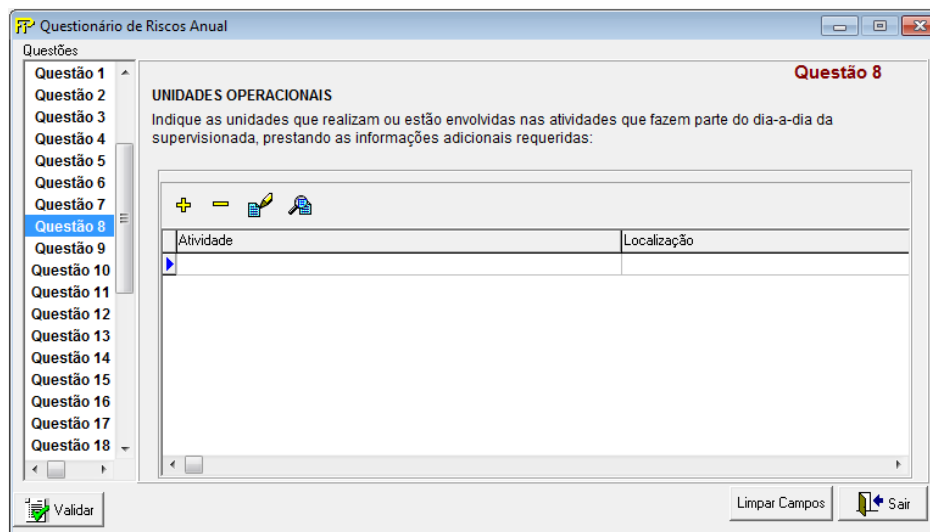 Questionário de Riscos Anual
Questões
Questão 1
Questão 2
Questão 3
Questão 4
Questão 5
Questão 6
Questão 7
Questão 8
Questão 9
Questão 10
Questão 11
Questão 12
Questão 13
Questão 14
Questão 15
Questão 16
Questão 17
Questão 18
Questão 8
UNIDADES OPERACIONAIS
Indique as unidades que realizam ou estão envolvidas nas atividades que fazem parte do dia-a-dia da
supervisionada, prestando as informações adicionais requeridas:
Atividade Localização
Validar Limpar Campos Sair